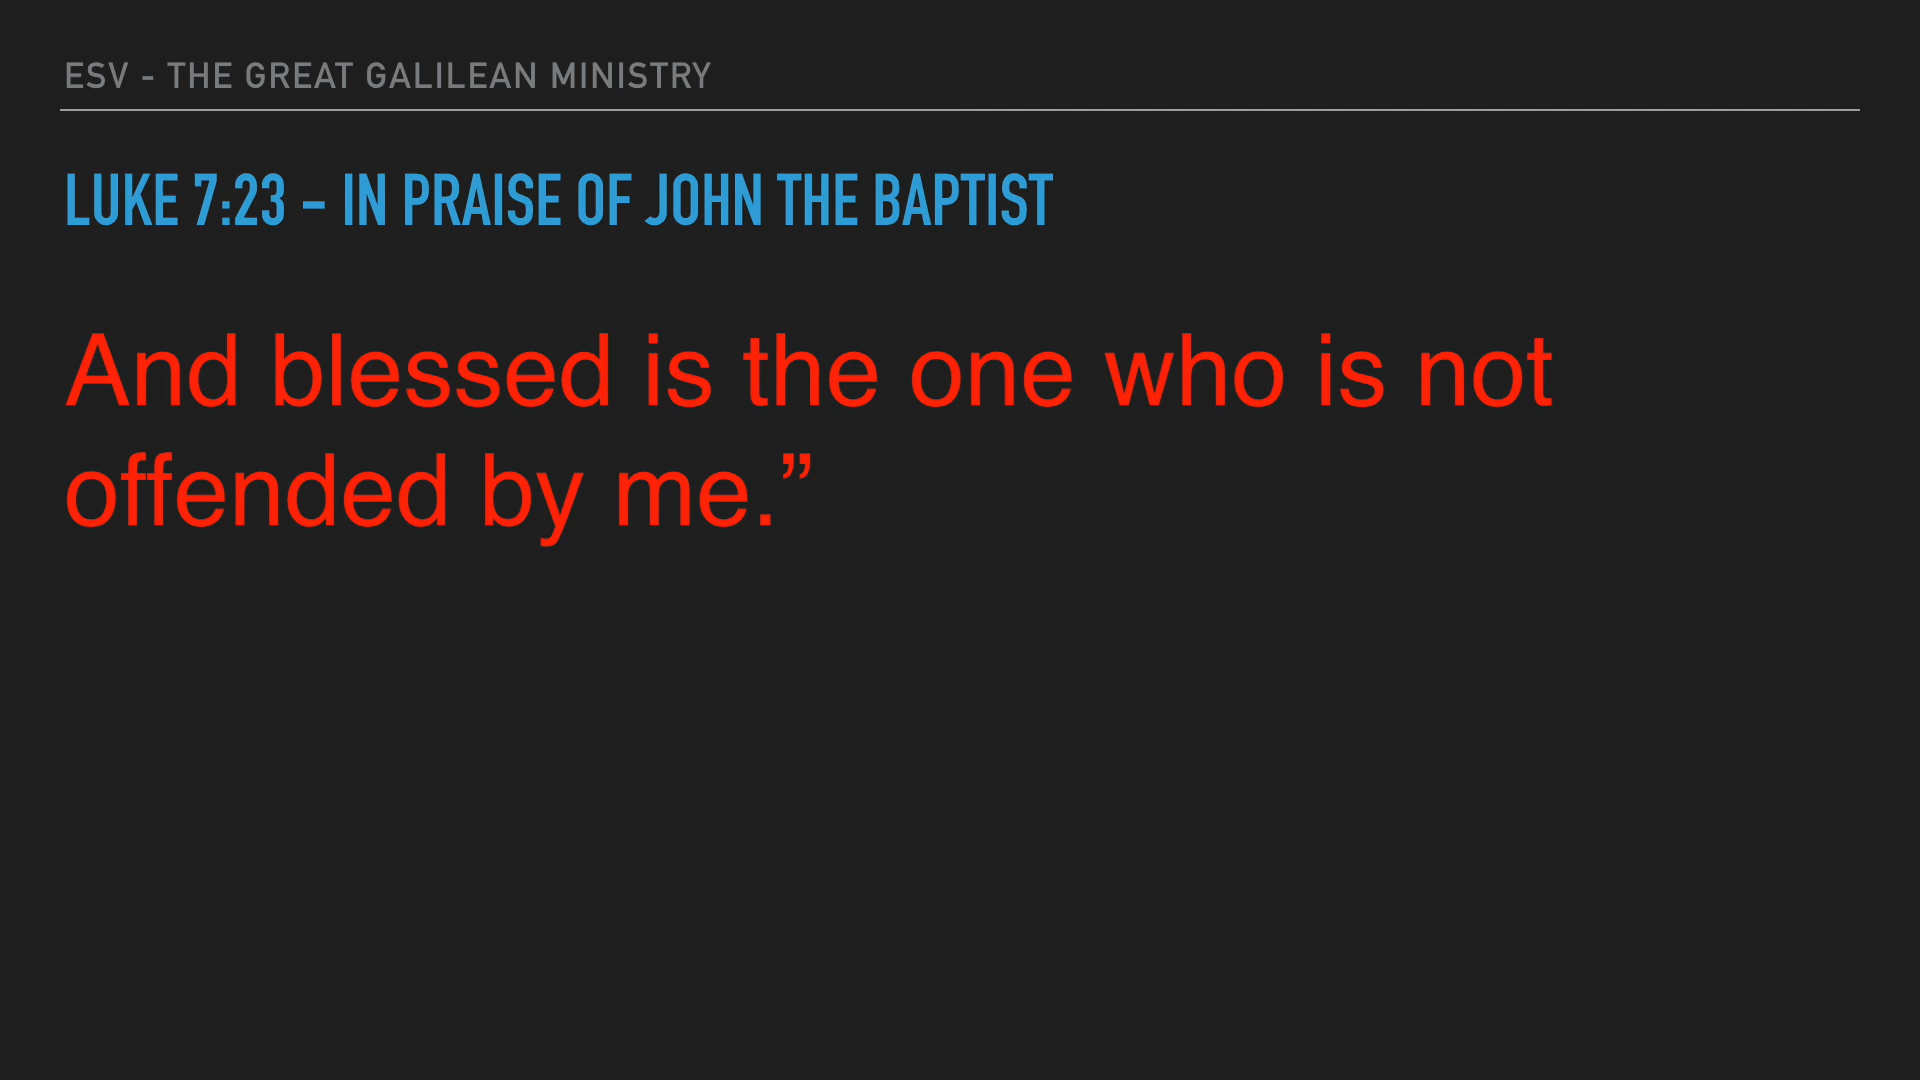 ESV - THE GREAT GALILEAN MINISTRY
LUKE 7:23 – IN PRAISE OF JOHN THE BAPTIST
And blessed is the one who is not
offended by me.”